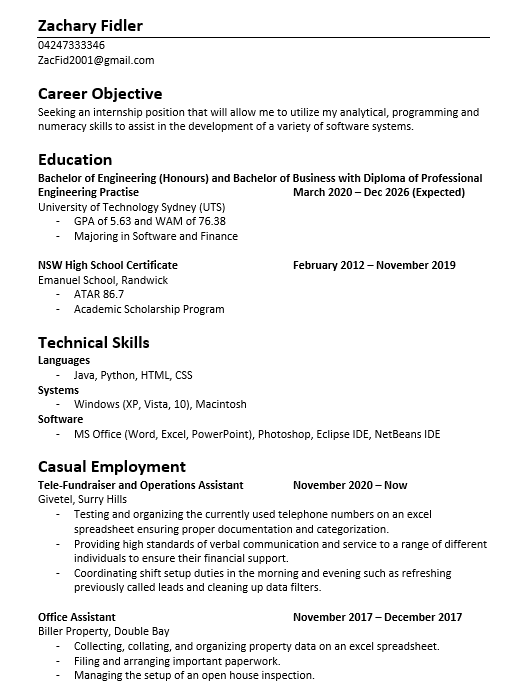 Zachary Fidler
04247333346
ZacFid2001@gmail.com
Career Objective
Seeking an internship position that will allow me to utilize my analytical, programming and
numeracy skills to assist in the development of a variety of software systems.
Education
Bachelor of Engineering (Honours) and Bachelor of Business with Diploma of Professional
Engineering Practise March 2020 – Dec 2026 (Expected)
University of Technology Sydney (UTS)
- GPA of 5.63 and WAM of 76.38
- Majoring in Software and Finance
NSW High School Certificate February 2012 – November 2019
Emanuel School, Randwick
- ATAR 86.7
- Academic Scholarship Program
Technical Skills
Languages
- Java, Python, HTML, CSS
Systems
- Windows (XP, Vista, 10), Macintosh
Software
- MS Office (Word, Excel, PowerPoint), Photoshop, Eclipse IDE, NetBeans IDE
Casual Employment
Tele-Fundraiser and Operations Assistant November 2020 – Now
Givetel, Surry Hills
- Testing and organizing the currently used telephone numbers on an excel
spreadsheet ensuring proper documentation and categorization.
- Providing high standards of verbal communication and service to a range of different
individuals to ensure their financial support.
- Coordinating shift setup duties in the morning and evening such as refreshing
previously called leads and cleaning up data filters.
Office Assistant November 2017 – December 2017
Biller Property, Double Bay
- Collecting, collating, and organizing property data on an excel spreadsheet.
- Filing and arranging important paperwork.
- Managing the setup of an open house inspection.